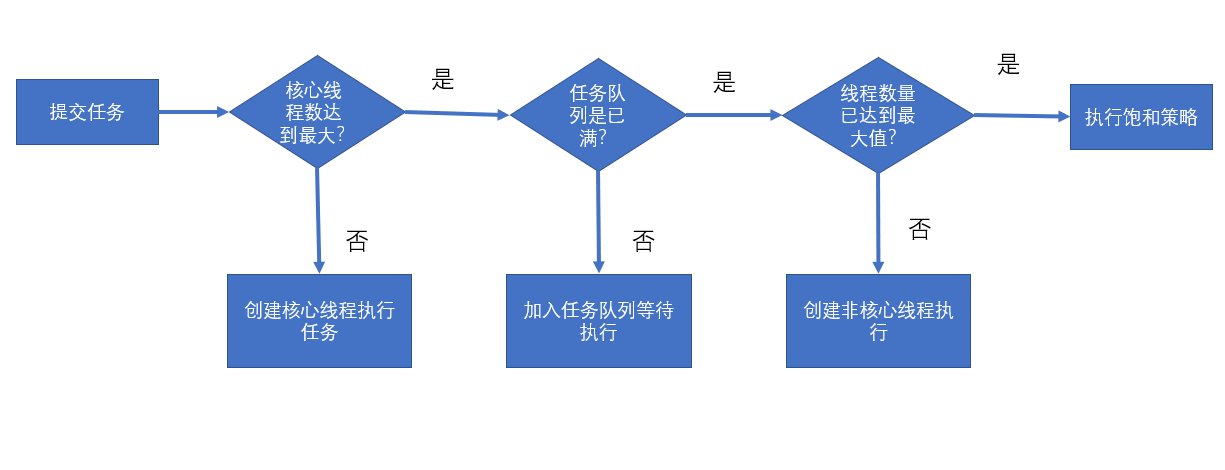 提交任务
核心线
程数达
到最大?
是
任务队
列是已
满?
是
线程数量
已达到最
大值?
是
执行饱和策略
否
否
否
创建核心线程执行
任务
加入任务队列等待
执行
创建非核心线程执
行